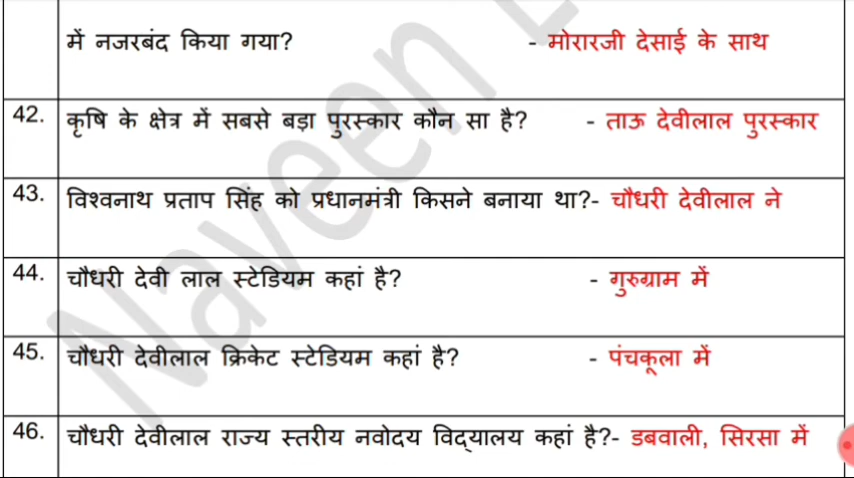 में नजरबंद किया गया? - मोरारजी देसाई के साथ
42. कृषि के क्षेत्र में सबसे बड़ा पुरस्कार कौन सा है? - ताऊ देवीलाल पुरस्कार
43. विश्वनाथ प्रताप सिंह को प्रधानमंत्री किसने बनाया था?- चौधरी देवीलाल ने
44. चौधरी देवी लाल स्टेडियम कहां है? - गुरुग्राम में
45. चौधरी देवीलाल क्रिकेट स्टेडियम कहां है? - पंचकूला में
46. चौधरी देवीलाल राज्य स्तरीय नवोदय विद्यालय कहां है?- डबवाली, सिरसा में
Naveen